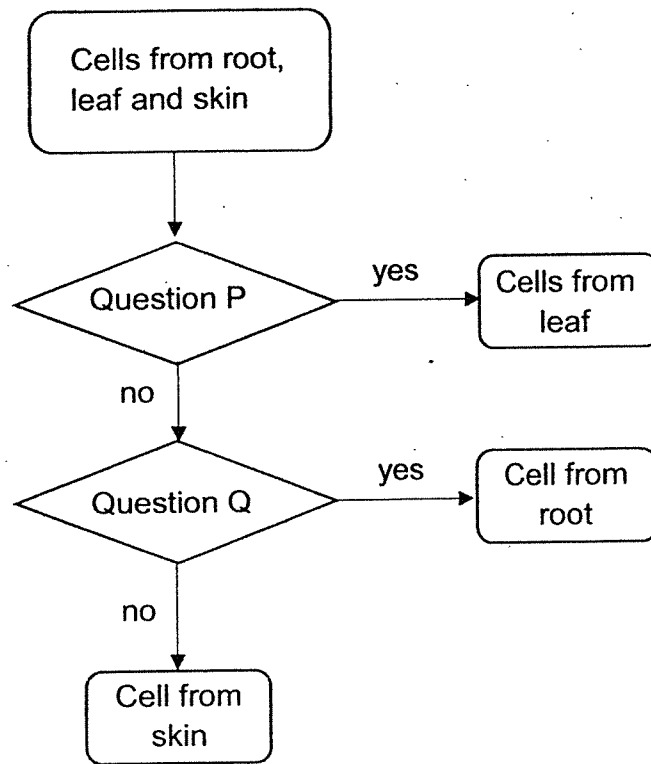 Cells from root,
leaf and skin
Question P
yes
Cells from
leaf
no
Question Q
yes
Cell from
root
no
Cell from
skin